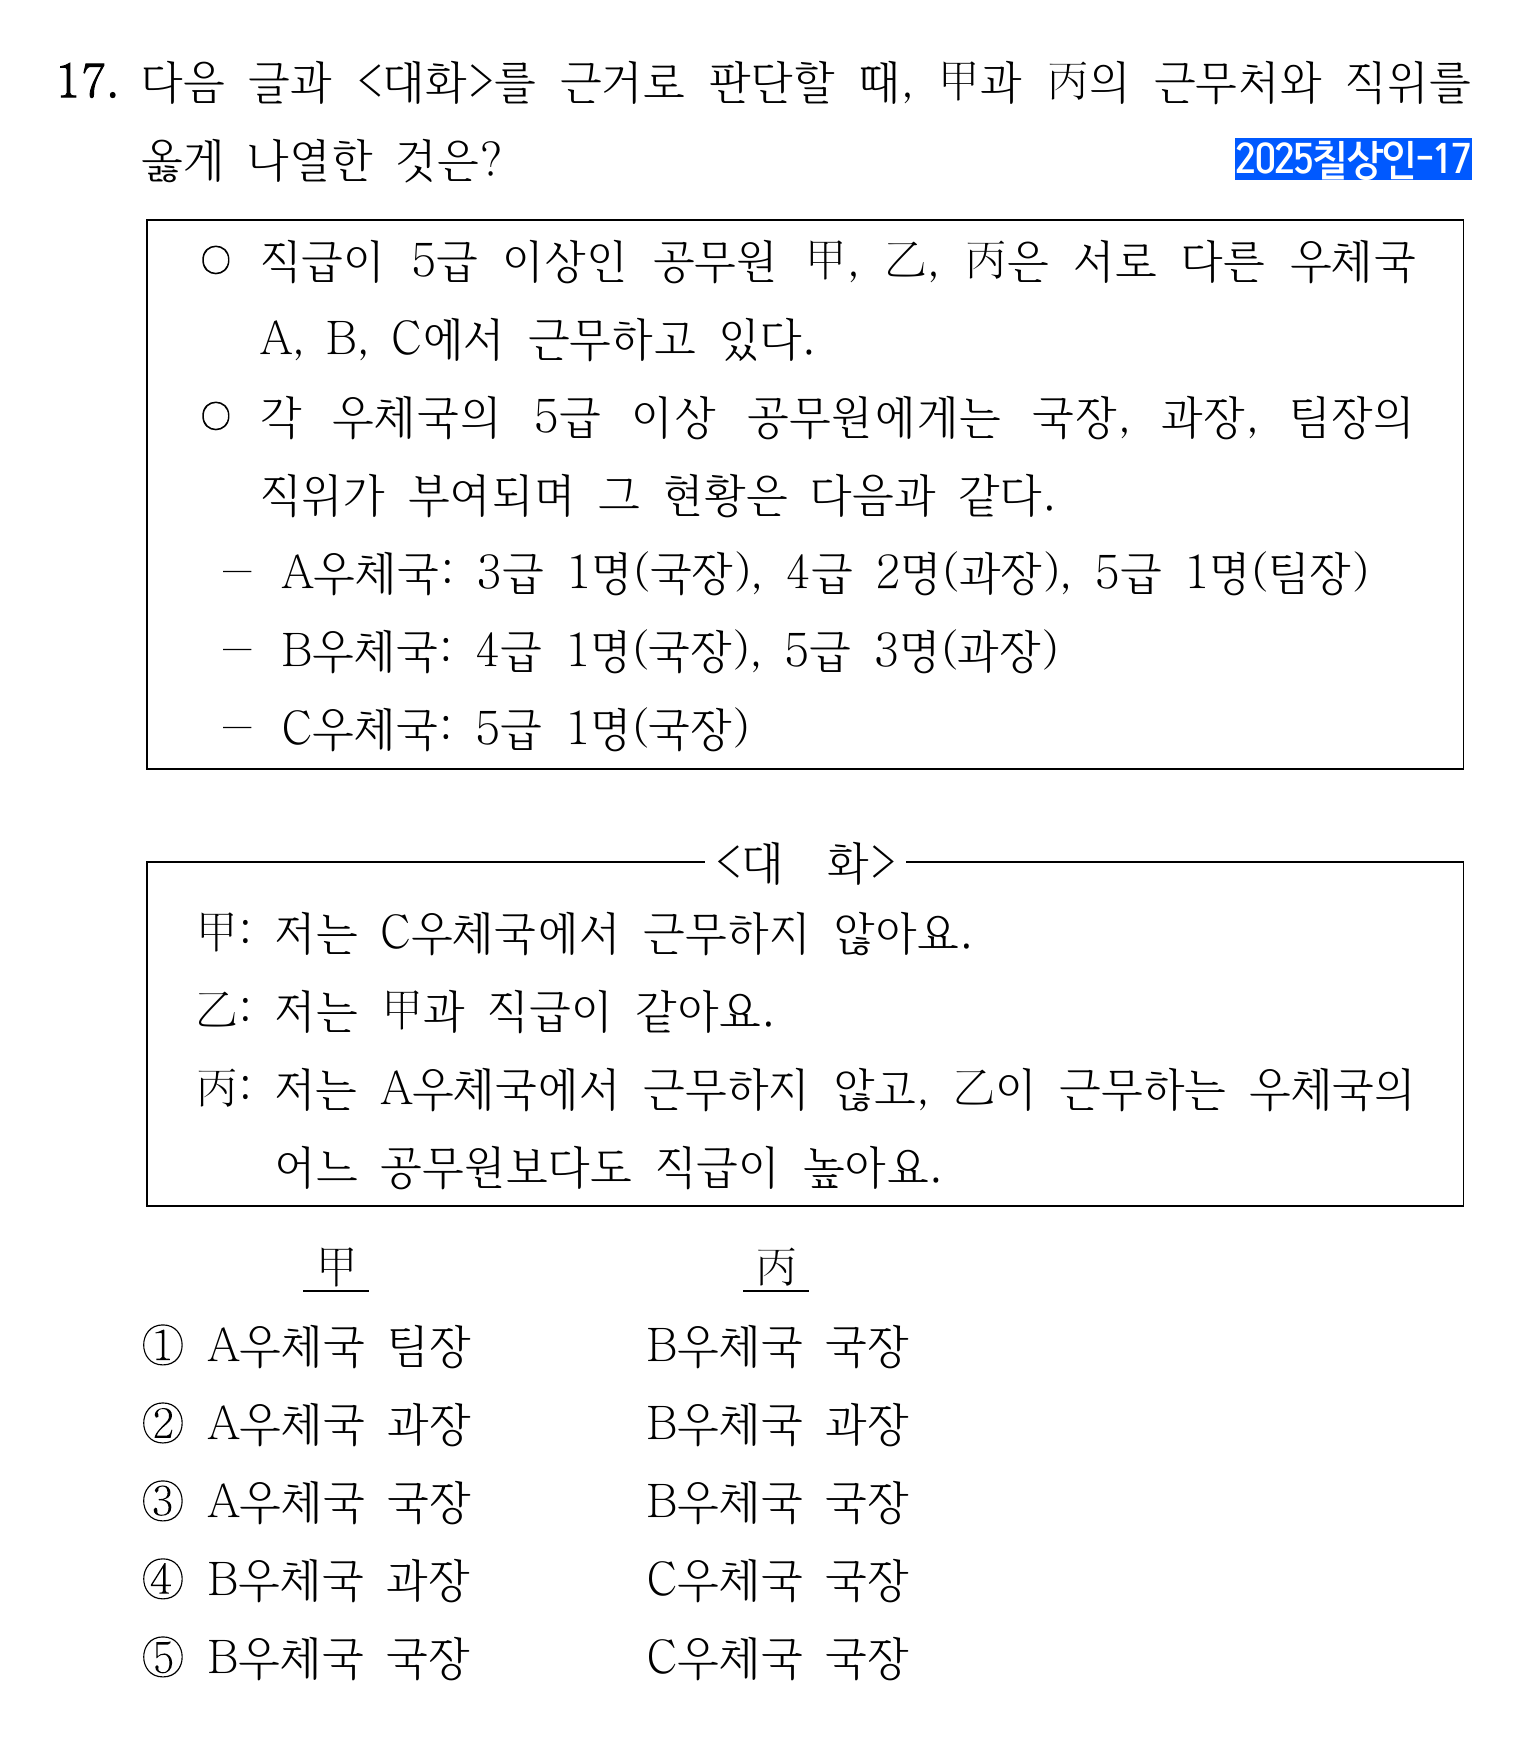 17. 다음 글과 <대화>를 근거로 판단할 때, 甲과 丙의 근무처와 직위를
옳게 나열한 것은?
2025칠상인-17
○ 직급이 5급 이상인 공무원 甲, 乙, 丙은 서로 다른 우체국
A, B, C에서 근무하고 있다.
○ 각 우체국의 5급 이상 공무원에게는 국장, 과장, 팀장의
직위가 부여되며 그 현황은 다음과 같다.
－ A우체국: 3급 1명(국장), 4급 2명(과장), 5급 1명(팀장)
－ B우체국: 4급 1명(국장), 5급 3명(과장)
－ C우체국: 5급 1명(국장)
<대 화>
甲: 저는 C우체국에서 근무하지 않아요.
乙: 저는 甲과 직급이 같아요.
丙: 저는 A우체국에서 근무하지 않고, 乙이 근무하는 우체국의
어느 공무원보다도 직급이 높아요.
甲 丙
① A우체국 팀장 B우체국 국장
② A우체국 과장 B우체국 과장
③ A우체국 국장 B우체국 국장
④ B우체국 과장 C우체국 국장
⑤ B우체국 국장 C우체국 국장